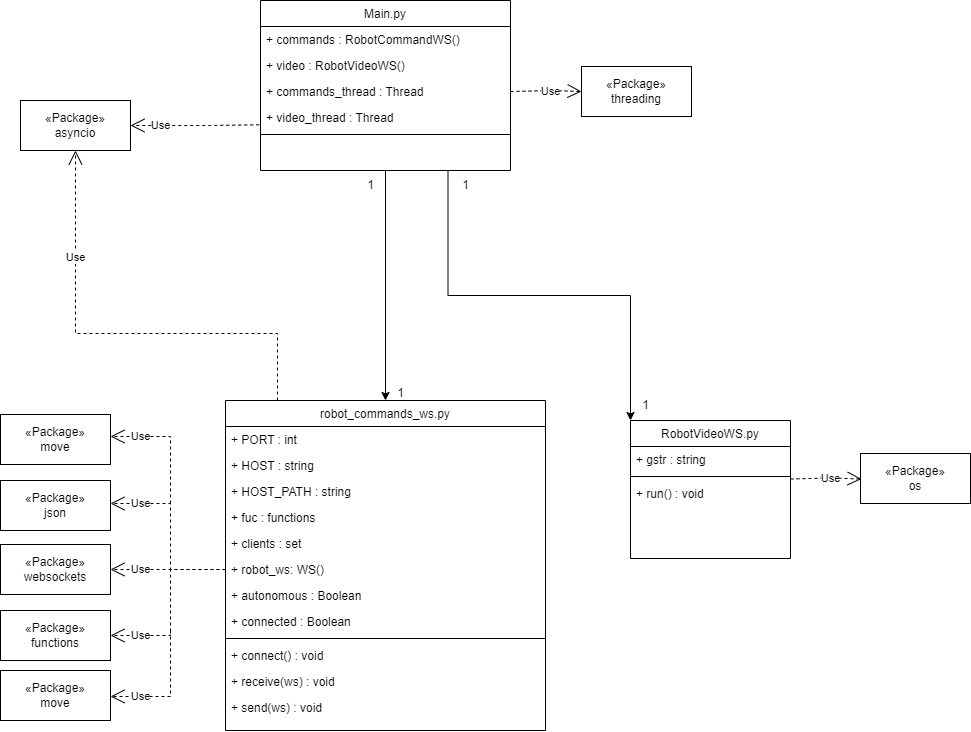 Main.py
+ commands : RobotCommandWS()
+ video : RobotVideoWS()
+ commands_thread : Thread
+ video_thread : Thread
Use
«Package»
threading
«Package»
asyncio
Use
1
1
Use
1
1
robot_commands_ws.py
+ PORT : int
+ HOST : string
+ HOST_PATH : string
+ fuc : functions
+ clients : set
+ robot_ws: WS()
+ autonomous : Boolean
+ connected : Boolean
+ connect() : void
+ receive(ws) : void
+ send(ws) : void
RobotVideoWS.py
+ gstr : string
+ run() : void
Use
«Package»
os
«Package»
move
Use
«Package»
json
Use
«Package»
websockets
Use
«Package»
functions
Use
«Package»
move
Use